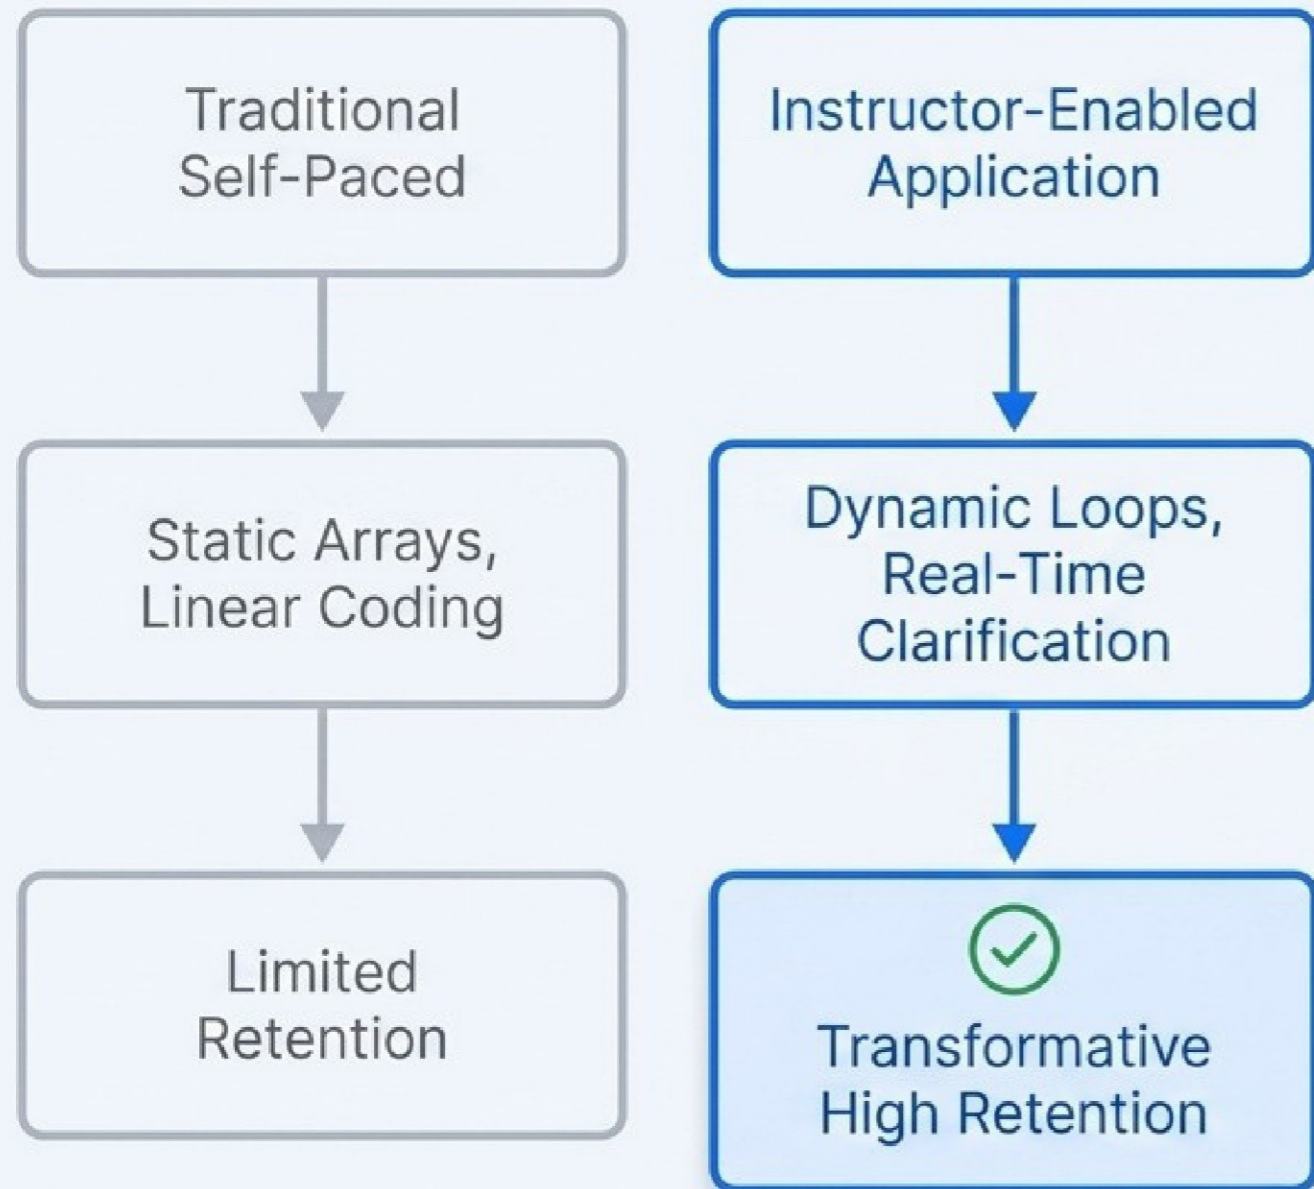 Traditional
Self-Paced
Static Arrays,
Linear Coding
Limited
Retention
Instructor-Enabled
Application
Dynamic Loops,
Real-Time
Clarification
Transformative
High Retention